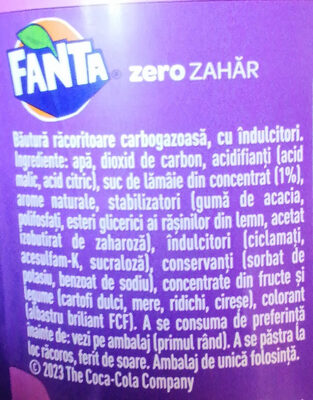 FANTA® zero ZAHĂR
Băutură răcoritoare carbogazoasă, cu îndulcitori.
Ingrediente: apă, dioxid de carbon, acidifianți (acid
malic, acid citric), suc de lămâie din concentrat (1%),
arome naturale, stabilizatori (gumă de acacia,
polifosfați, esteri glicerici ai rășinilor din lemn, acetat
izobutirat de zaharoză), îndulcitori (ciclamați,
acesulfam-K, sucraloză), conservanți (sorbat de
potasiu, benzoat de sodiu), concentrate din fructe și
legume (cartofi dulci, mere, ridichi, cireșe), colorant
(albastru briliant FCF). A se consuma de preferință
înainte de: vezi pe ambalaj (primul rând). A se păstra la
loc răcoros, ferit de soare. Ambalaj de unică folosință.
© 2023 The Coca-Cola Company